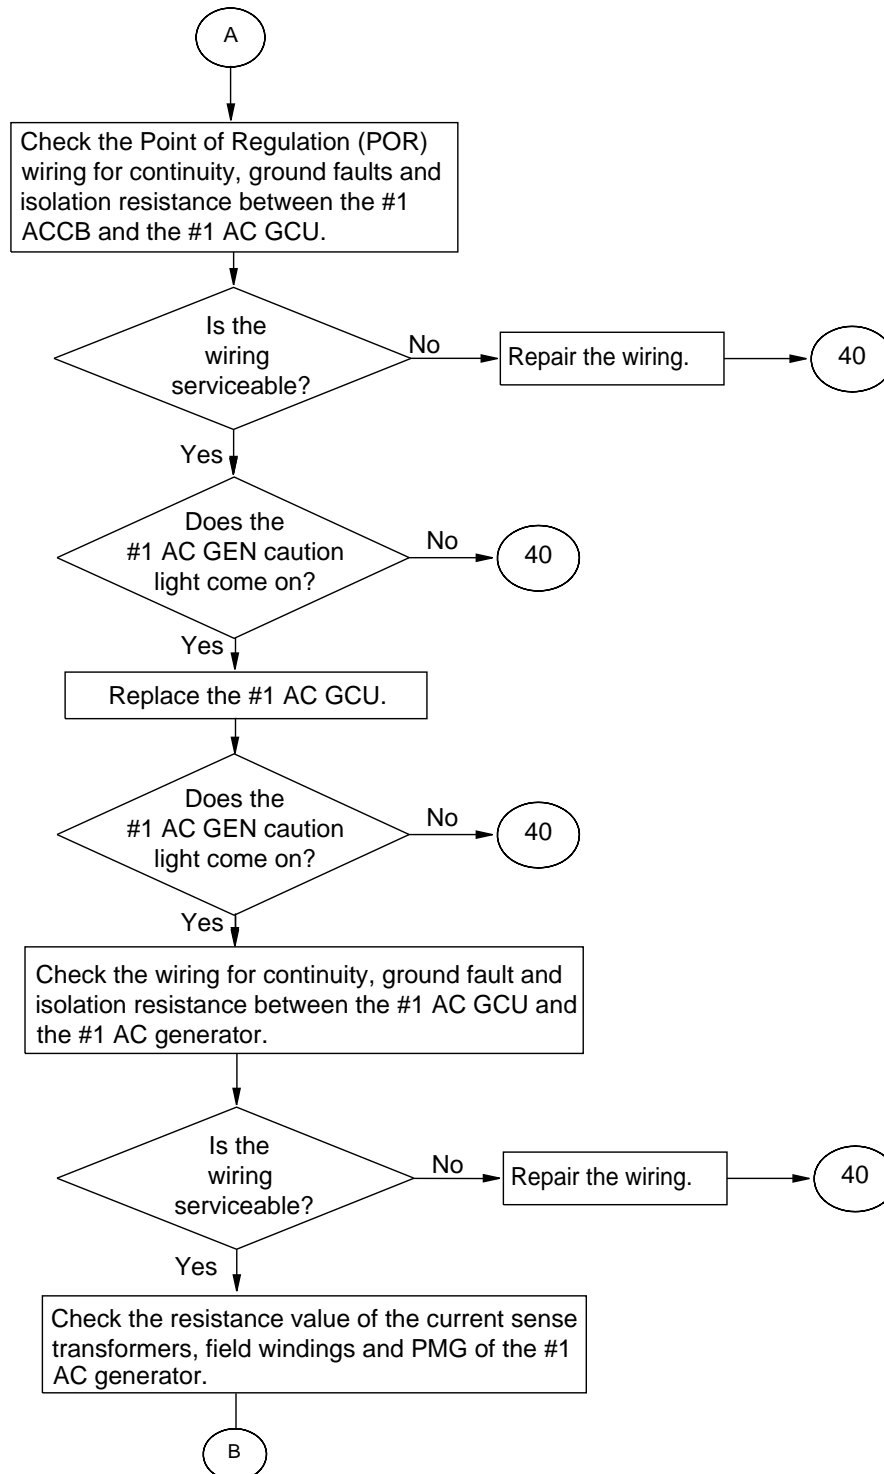 A
Check the Point of Regulation (POR)
wiring for continuity, ground faults and
isolation resistance between the #1
ACCB and the #1 AC GCU.
Is the
wiring
serviceable?
No
Repair the wiring.
40
Yes
Does the
#1 AC GEN caution
light come on?
No
40
Yes
Replace the #1 AC GCU.
Does the
#1 AC GEN caution
light come on?
No
40
Yes
Check the wiring for continuity, ground fault and
isolation resistance between the #1 AC GCU and
the #1 AC generator.
Is the
wiring
serviceable?
No
Repair the wiring.
40
Yes
Check the resistance value of the current sense
transformers, field windings and PMG of the #1
AC generator.
B